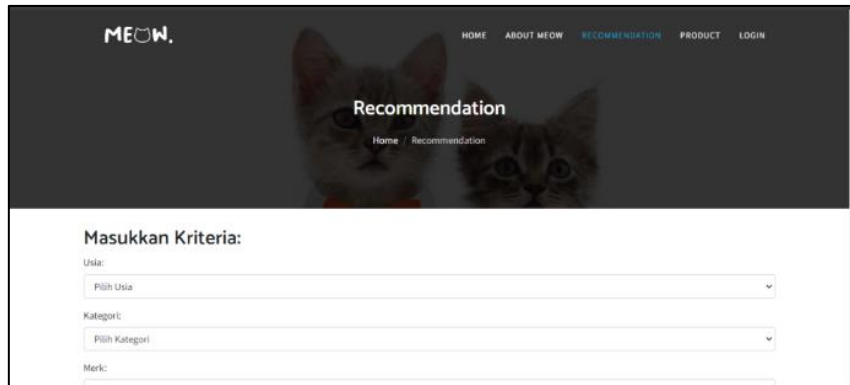 MEOW.
HOME ABOUT MEOW RECOMMENDATION PRODUCT LOGIN
Recommendation
Home / Recommendation
Masukkan Kriteria:
Usia:
Pilih Usia
Kategori:
Pilih Kategori
Merk: